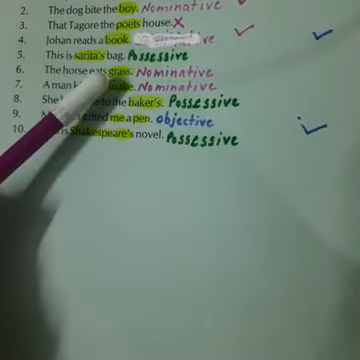 2. The dog bite the boy. Nominative
3. That Tagore the poets house. X
4. Johan reads a book.
5. This is sarita's bag. Possessive
6. The horse eats grass. Nominative
7. A man Nominative
8. to the baker's. Possessive
9. me a pen. objective
10. is Shakespeare's novel. Possessive